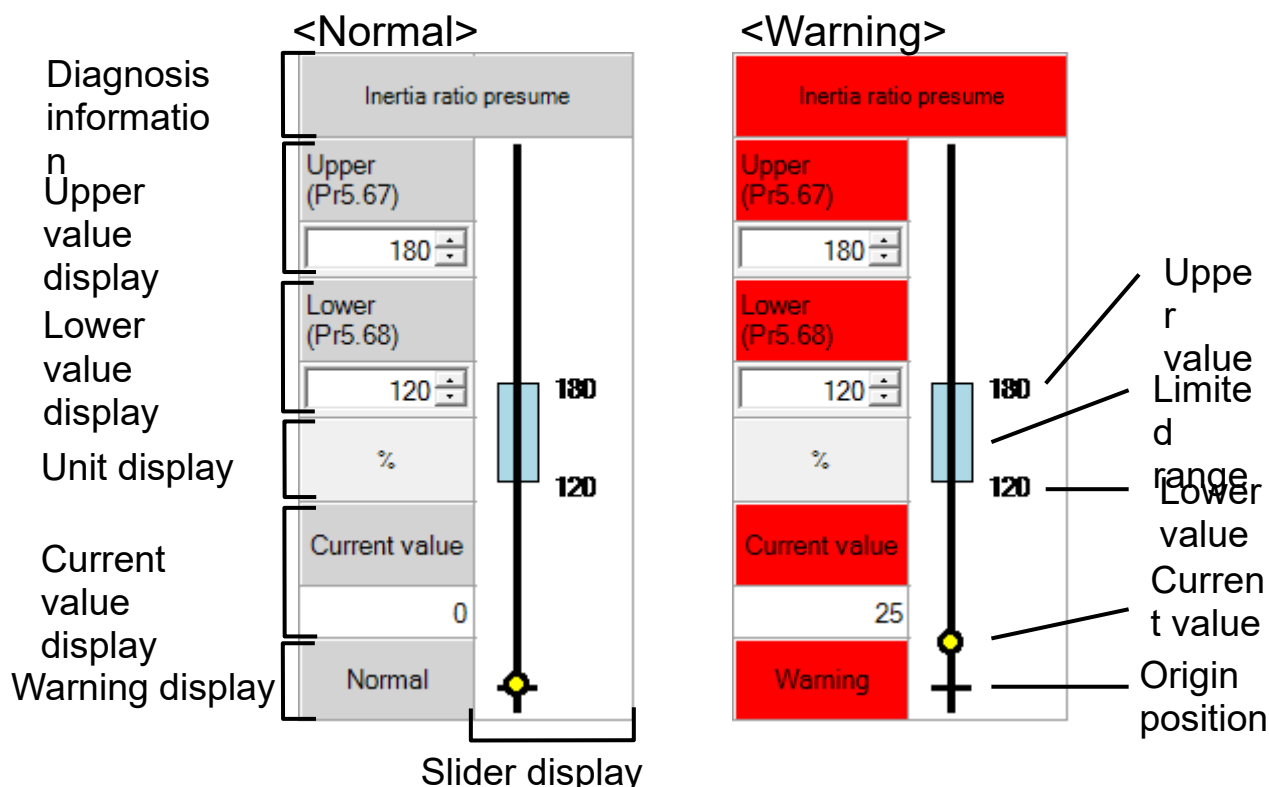 <Normal>
<Warning>
Diagnosis
informatio
n
Upper
value
display
Lower
value
display
Unit display
Current
value
display
Warning display
Inertia ratio presume
Upper
(Pr5.67)
180
Lower
(Pr5.68)
120
%
Current value
0
Normal
180
120
Slider display
Inertia ratio presume
Upper
(Pr5.67)
180
Lower
(Pr5.68)
120
%
Current value
25
Warning
180
120
Uppe
r
value
Limite
d
range
Lower
value
Curren
t value
Origin
position